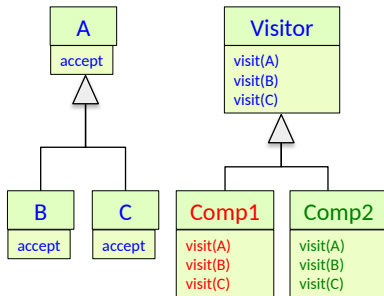 A
accept
Visitor
visit(A)
visit(B)
visit(C)
B
accept
C
accept
Comp1
visit(A)
visit(B)
visit(C)
Comp2
visit(A)
visit(B)
visit(C)